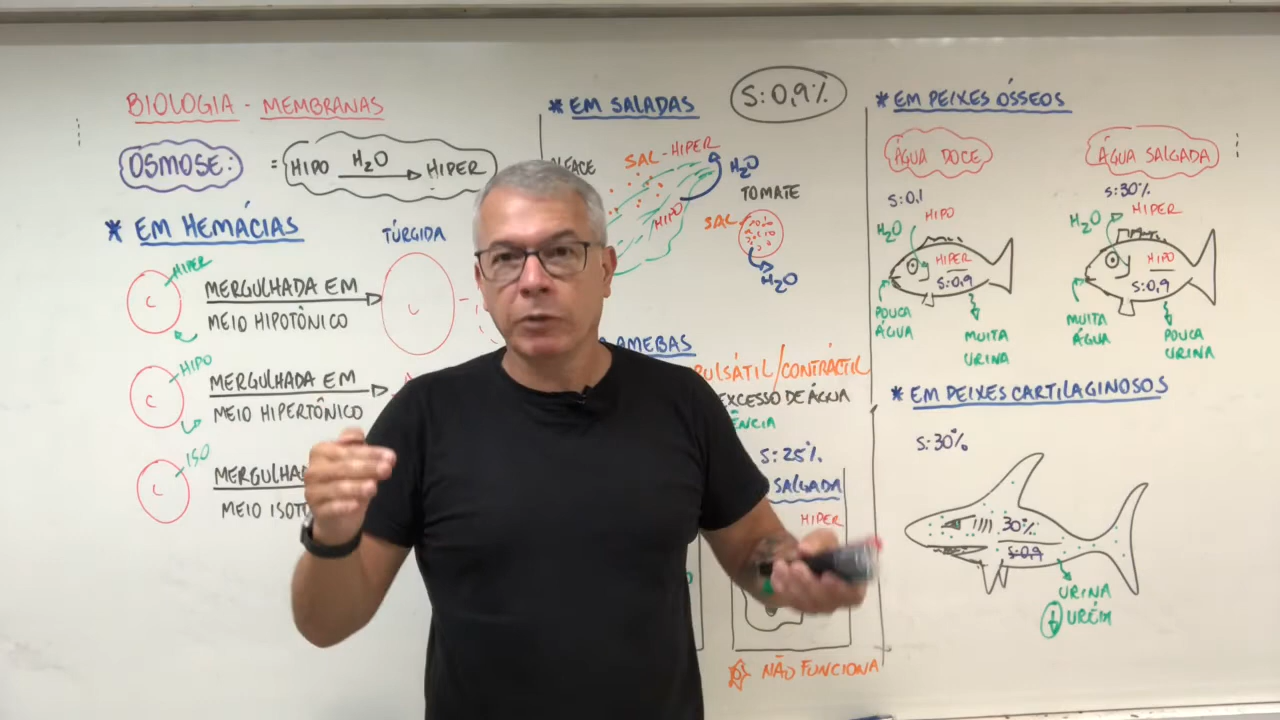 BIOLOGIA - MEMBRANAS
OSMOSE: = HIPO H₂O HIPER
* EM HEMÁCIAS
TÚRGIDA
HIPER
C
MERGULHADA EM
MEIO HIPOTÔNICO
HIPO
C
MERGULHADA EM
MEIO HIPERTÔNICO
ISO
C
* EM SALADAS
S: 0,9%
SAL - HIPER
H₂O
HIPO
TOMATE
SAL
H₂O
AMEBAS
PULSÁTIL/CONTRÁCTIL
EXCESSO DE ÁGUA
S: 25%
SALGADA
HIPER
NÃO FUNCIONA
* EM PEIXES ÓSSEOS
ÁGUA DOCE
S: 0.1
HIPO
H₂O
HIPER
S: 0,9
POUCA
ÁGUA
MUITA
URINA
ÁGUA SALGADA
S: 30%
HIPER
H₂O
HIPO
S: 0,9
MUITA
ÁGUA
POUCA
URINA
* EM PEIXES CARTILAGINOSOS
S: 30%
30%
S: 0,9
URINA
URÉIA